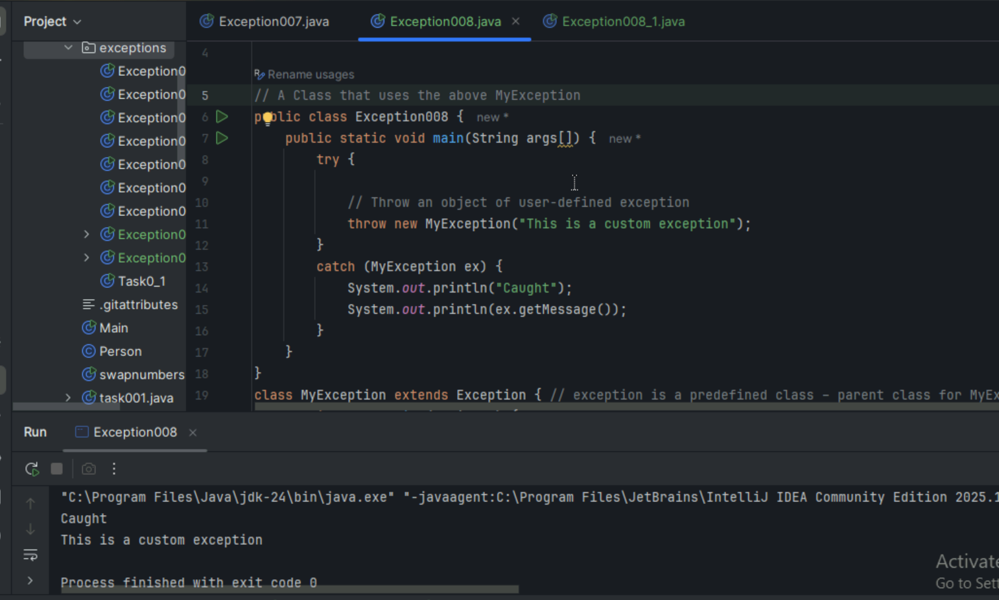 Project
Exception007.java
Exception008.java
Exception008_1.java
exceptions
Exception0
Exception0
Exception0
Exception0
Exception0
Exception0
Exception0
Exception0
Exception0
Task0_1
.gitattributes
Main
Person
swapnumbers
task001.java
4
Rename usages
5 // A Class that uses the above MyException
6 public class Exception008 { new *
7 public static void main(String args[]) { new *
8 try {
9
10 // Throw an object of user-defined exception
11 throw new MyException("This is a custom exception");
12 }
13 catch (MyException ex) {
14 System.out.println("Caught");
15 System.out.println(ex.getMessage());
16 }
17 }
18 }
19 class MyException extends Exception { // exception is a predefined class – parent class for MyEx
Run
Exception008
"C:\Program Files\Java\jdk-24\bin\java.exe" "-javaagent:C:\Program Files\JetBrains\IntelliJ IDEA Community Edition 2025.1
Caught
This is a custom exception
Process finished with exit code 0
Activate
Go to Sett